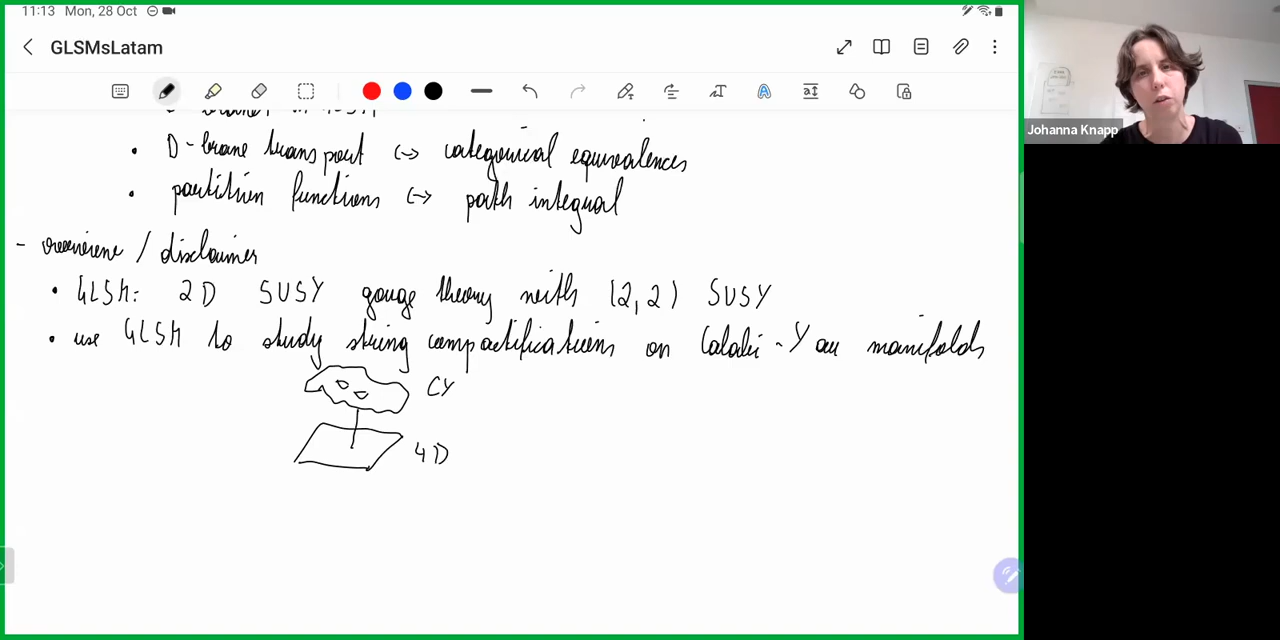 11:13 Mon, 28 Oct
GLSMsLatam
Johanna Knapp
• D-brane transport ↔ categorical equivalences
• partition functions ↔ path integral
- overview / disclaimer
• GLSM: 2D SUSY gauge theory with (2,2) SUSY
• use GLSM to study string compactifications on Calabi-Yau manifolds
CY
4D